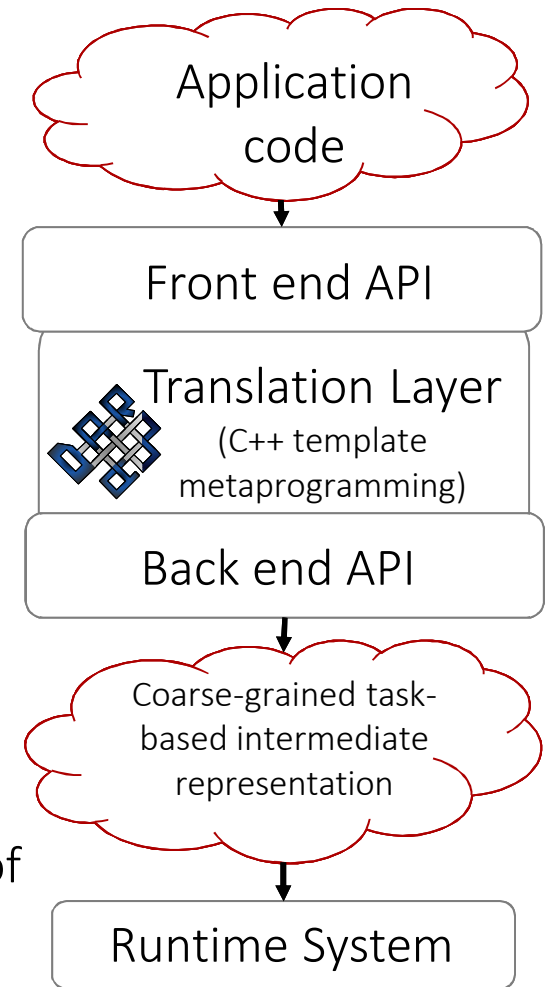 Application
code
Front end API
Translation Layer
(C++ template
metaprogramming)
Back end API
Coarse-grained task-
based intermediate
representation
of
Runtime System